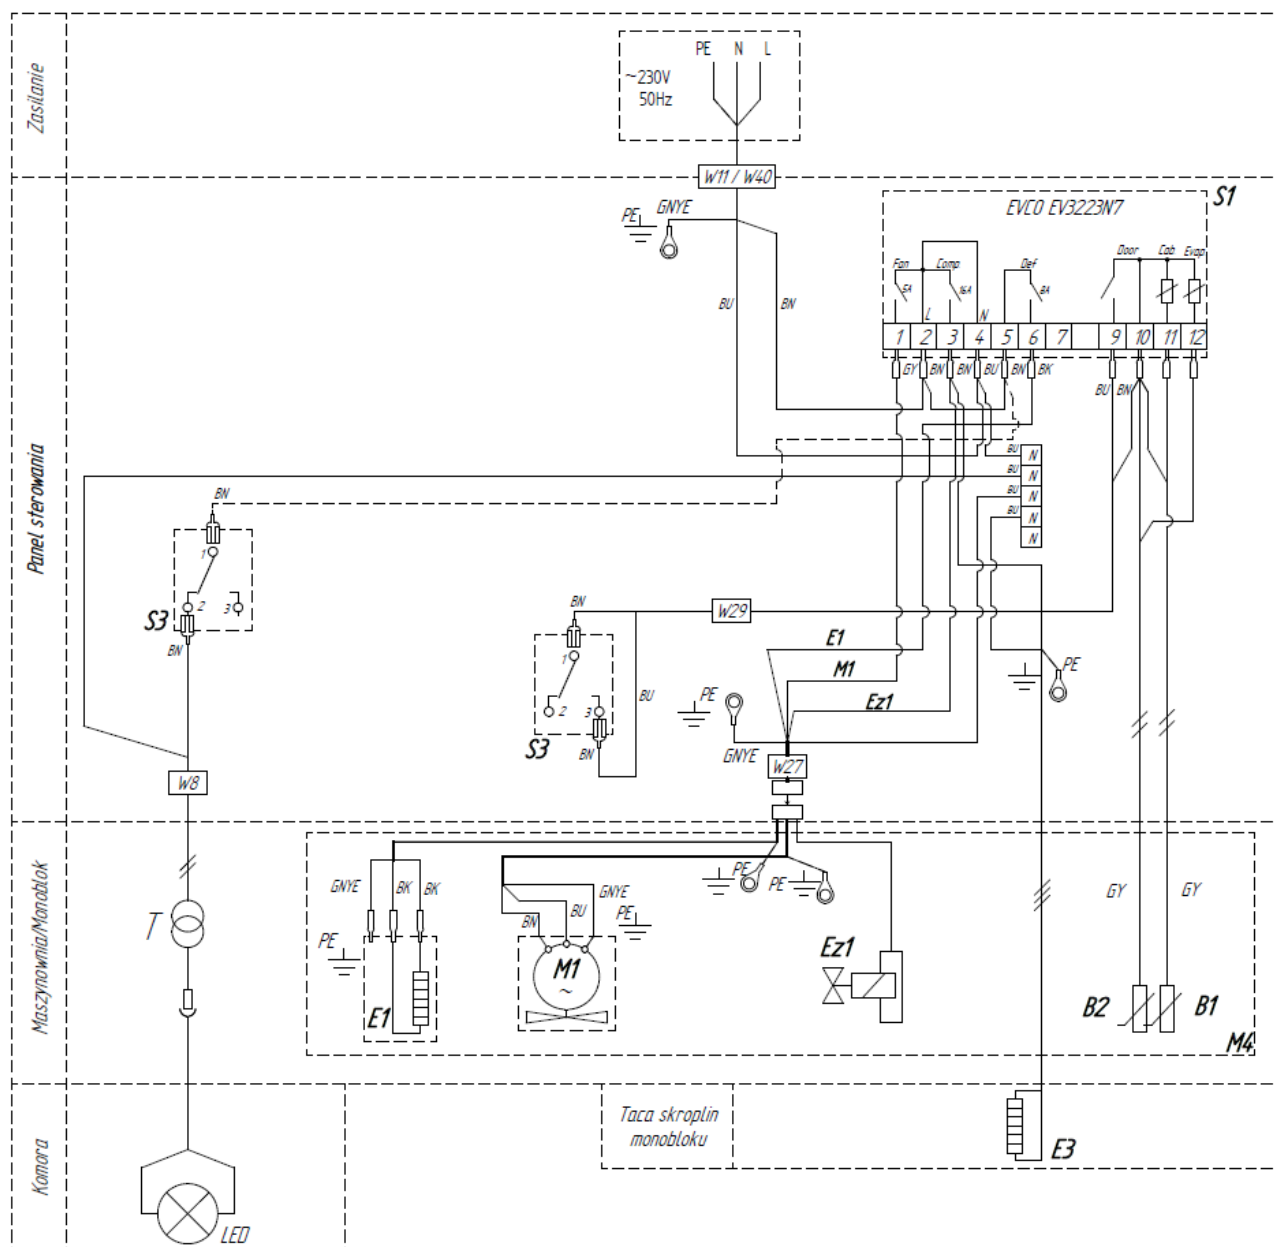 Zasilanie
PE N L
~230V
50Hz
W11 / W40
PE
GNYE
EVCO EV3223N7
S1
Fan
Comp
Def
Door
Cab
Evap
5A
16A
8A
L
N
BU
BN
1 2 3 4 5 6 7 9 10 11 12
GY BN BN BU BN BK
BU BN
Panel sterowania
BU N
BU N
BU N
BU N
N
BN
1
2 3
S3
BN
BN
W29
1
2 3
S3
BN
BU
E1
M1
Ez1
PE
GNYE
PE
W27
W8
Maszynownia/Monoblok
GNYE
BK
BK
PE
E1
BN
BU
GNYE
PE
M1
~
PE
PE
Ez1
GY
GY
B2
B1
M4
T
Komora
LED
Taca skroplin
monobloku
E3